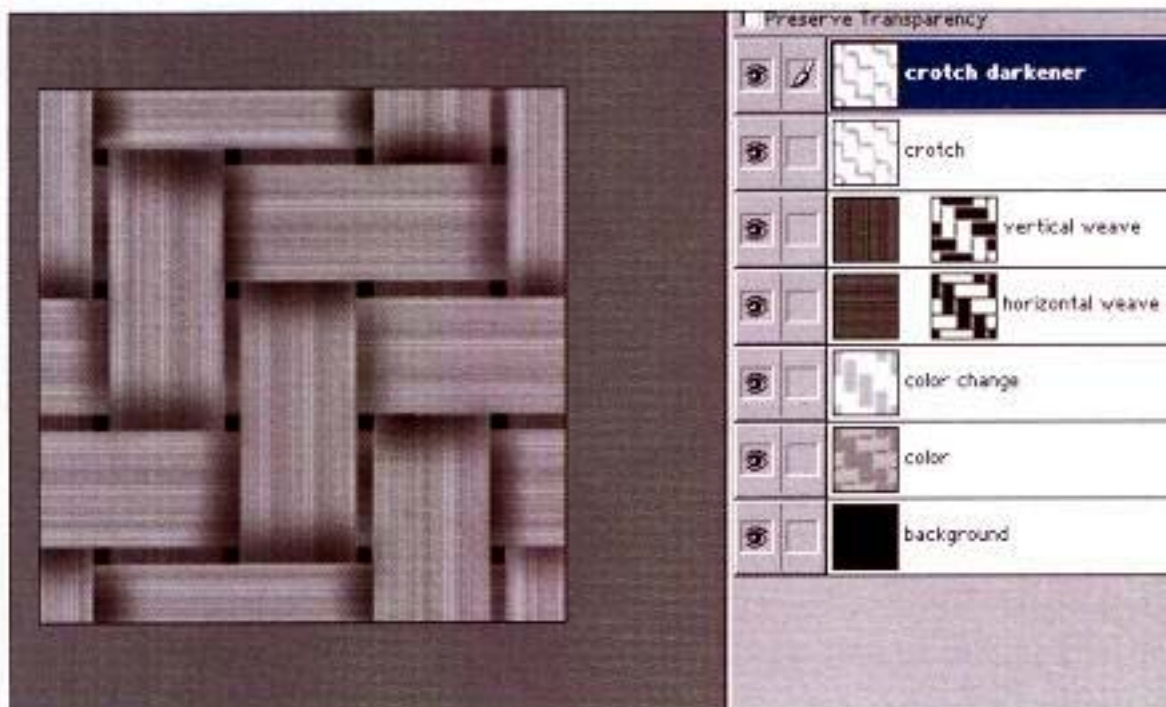 Preserve Transparency
crotch darkener
crotch
vertical weave
horizontal weave
color change
color
background